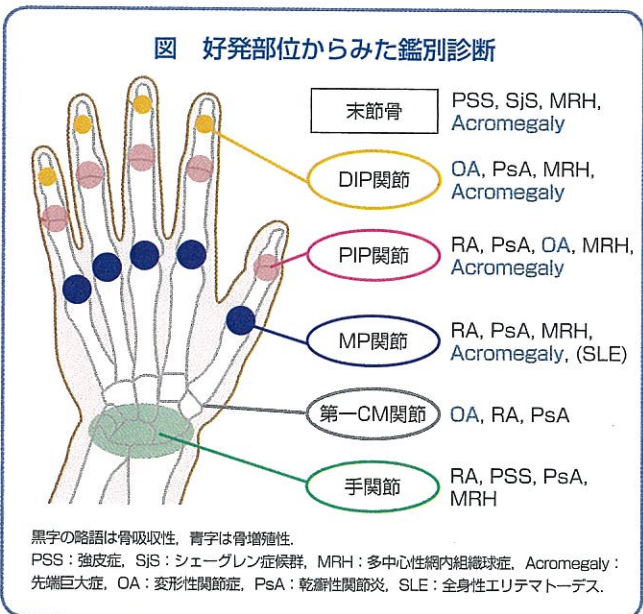 図　好発部位からみた鑑別診断
末節骨
PSS, SjS, MRH,
Acromegaly
DIP関節
OA, PsA, MRH,
Acromegaly
PIP関節
RA, PsA, OA, MRH,
Acromegaly
MP関節
RA, PsA, MRH,
Acromegaly, (SLE)
第一CM関節
OA, RA, PsA
手関節
RA, PSS, PsA,
MRH
黒字の略語は骨吸収性，青字は骨増殖性．
PSS：強皮症，SjS：シェーグレン症候群，MRH：多中心性網内組織球症，Acromegaly：
先端巨大症，OA：変形性関節症，PsA：乾癬性関節炎，SLE：全身性エリテマトーデス．